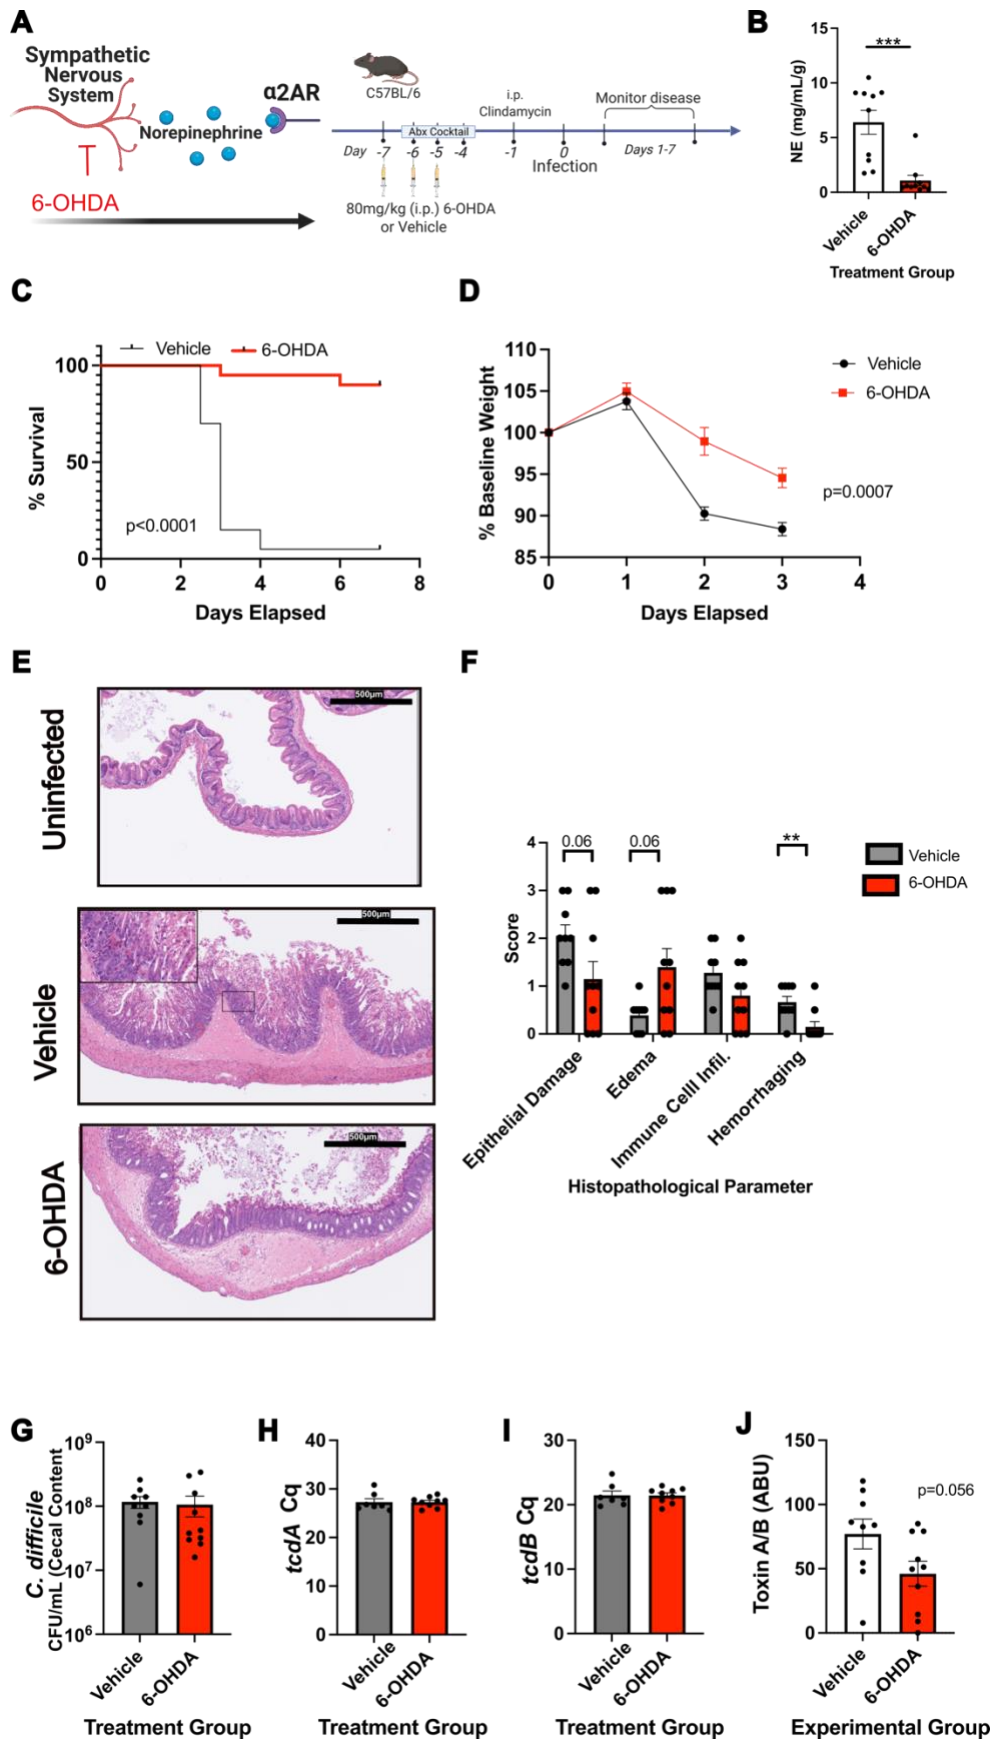 A
Sympathetic
Nervous
System
Norepinephrine
α2AR
6-OHDA
C57BL/6
i.p.
Clindamycin
Monitor disease
Abx Cocktail
Day -7 -6 -5 -4 -1 0 Days 1-7
Infection
80mg/kg (i.p.) 6-OHDA
or Vehicle
B
NE (mg/mL/g)
15
10
5
0
***
Vehicle
6-OHDA
Treatment Group
C
% Survival
Vehicle 6-OHDA
100
50
0
p<0.0001
0 2 4 6 8
Days Elapsed
D
% Baseline Weight
110
105
100
95
90
85
Vehicle
6-OHDA
p=0.0007
0 1 2 3 4
Days Elapsed
E
Uninfected
500µm
Vehicle
500µm
6-OHDA
500µm
F
Score
4
3
2
1
0
0.06 0.06 **
Vehicle
6-OHDA
Epithelial Damage
Edema
Immune Celll Infil.
Hemorrhaging
Histopathological Parameter
G
C. difficile
CFU/mL (Cecal Content
10⁹
10⁸
10⁷
10⁶
Vehicle
6-OHDA
Treatment Group
H
tcdA Cq
40
30
20
10
0
Vehicle
6-OHDA
Treatment Group
I
tcdB Cq
30
20
10
0
Vehicle
6-OHDA
Treatment Group
J
Toxin A/B (ABU)
150
100
50
0
p=0.056
Vehicle
6-OHDA
Experimental Group